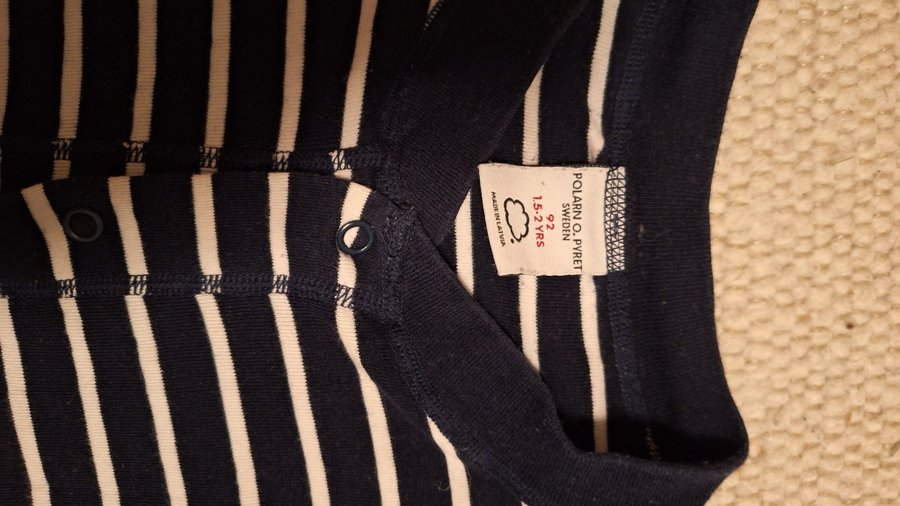 POLARN O. PYRET
SWEDEN
92
1.5-2 YRS
MADE IN LATVIA